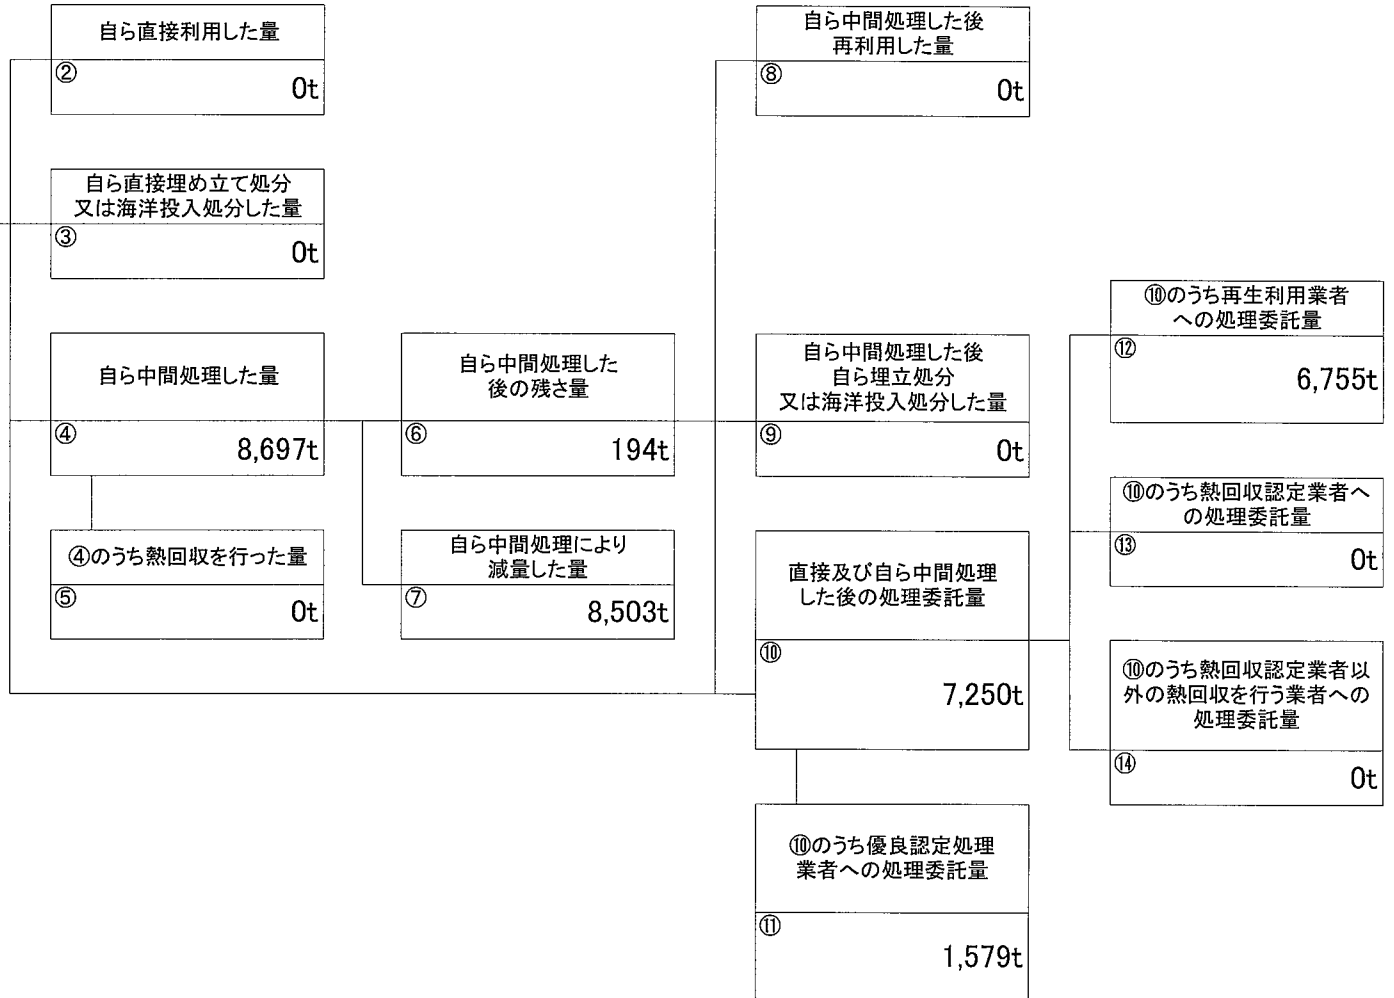 自ら直接利用した量
②
0t
自ら直接埋め立て処分
又は海洋投入処分した量
③
0t
自ら中間処理した量
④
8,697t
④のうち熱回収を行った量
⑤
0t
自ら中間処理した
後の残さ量
⑥
194t
自ら中間処理により
減量した量
⑦
8,503t
自ら中間処理した後
再利用した量
⑧
0t
自ら中間処理した後
自ら埋立処分
又は海洋投入処分した量
⑨
0t
直接及び自ら中間処理
した後の処理委託量
⑩
7,250t
⑩のうち優良認定処理
業者への処理委託量
⑪
1,579t
⑩のうち再生利用業者
への処理委託量
⑫
6,755t
⑩のうち熱回収認定業者へ
の処理委託量
⑬
0t
⑩のうち熱回収認定業者以
外の熱回収を行う業者への
処理委託量
⑭
0t